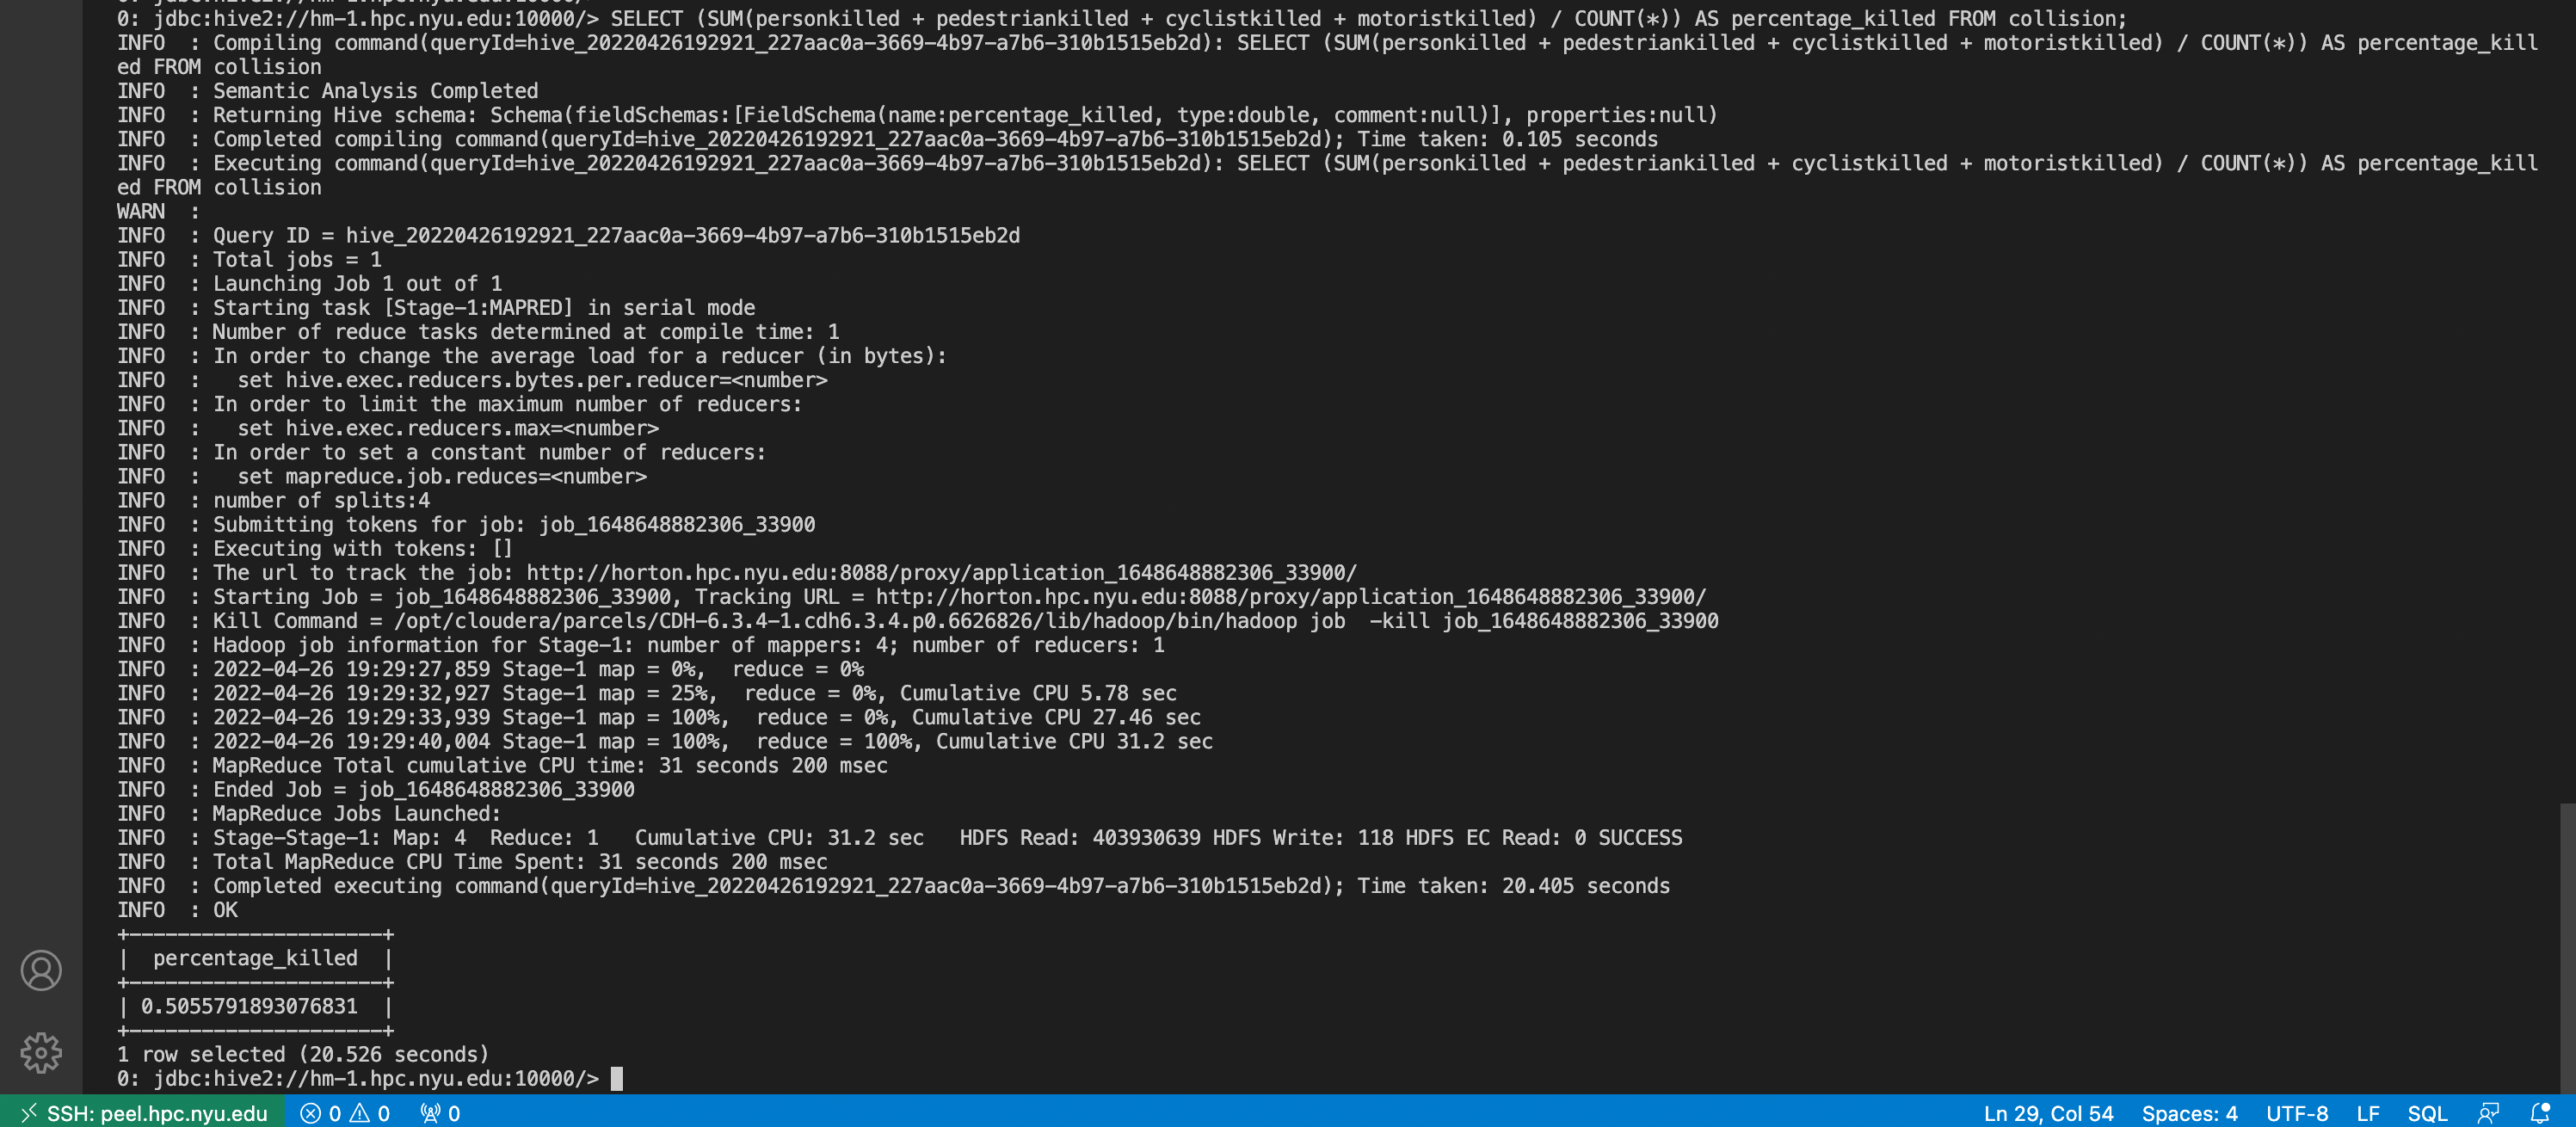 0: jdbc:hive2://hm-1.hpc.nyu.edu:10000/>
0: jdbc:hive2://hm-1.hpc.nyu.edu:10000/> SELECT (SUM(personkilled + pedestriankilled + cyclistkilled + motoristkilled) / COUNT(*)) AS percentage_killed FROM collision;
INFO  : Compiling command(queryId=hive_20220426192921_227aac0a-3669-4b97-a7b6-310b1515eb2d): SELECT (SUM(personkilled + pedestriankilled + cyclistkilled + motoristkilled) / COUNT(*)) AS percentage_kill
ed FROM collision
INFO  : Semantic Analysis Completed
INFO  : Returning Hive schema: Schema(fieldSchemas:[FieldSchema(name:percentage_killed, type:double, comment:null)], properties:null)
INFO  : Completed compiling command(queryId=hive_20220426192921_227aac0a-3669-4b97-a7b6-310b1515eb2d); Time taken: 0.105 seconds
INFO  : Executing command(queryId=hive_20220426192921_227aac0a-3669-4b97-a7b6-310b1515eb2d): SELECT (SUM(personkilled + pedestriankilled + cyclistkilled + motoristkilled) / COUNT(*)) AS percentage_kill
ed FROM collision
WARN  :
INFO  : Query ID = hive_20220426192921_227aac0a-3669-4b97-a7b6-310b1515eb2d
INFO  : Total jobs = 1
INFO  : Launching Job 1 out of 1
INFO  : Starting task [Stage-1:MAPRED] in serial mode
INFO  : Number of reduce tasks determined at compile time: 1
INFO  : In order to change the average load for a reducer (in bytes):
INFO  :   set hive.exec.reducers.bytes.per.reducer=<number>
INFO  : In order to limit the maximum number of reducers:
INFO  :   set hive.exec.reducers.max=<number>
INFO  : In order to set a constant number of reducers:
INFO  :   set mapreduce.job.reduces=<number>
INFO  : number of splits:4
INFO  : Submitting tokens for job: job_1648648882306_33900
INFO  : Executing with tokens: []
INFO  : The url to track the job: http://horton.hpc.nyu.edu:8088/proxy/application_1648648882306_33900/
INFO  : Starting Job = job_1648648882306_33900, Tracking URL = http://horton.hpc.nyu.edu:8088/proxy/application_1648648882306_33900/
INFO  : Kill Command = /opt/cloudera/parcels/CDH-6.3.4-1.cdh6.3.4.p0.6626826/lib/hadoop/bin/hadoop job  -kill job_1648648882306_33900
INFO  : Hadoop job information for Stage-1: number of mappers: 4; number of reducers: 1
INFO  : 2022-04-26 19:29:27,859 Stage-1 map = 0%,  reduce = 0%
INFO  : 2022-04-26 19:29:32,927 Stage-1 map = 25%,  reduce = 0%, Cumulative CPU 5.78 sec
INFO  : 2022-04-26 19:29:33,939 Stage-1 map = 100%,  reduce = 0%, Cumulative CPU 27.46 sec
INFO  : 2022-04-26 19:29:40,004 Stage-1 map = 100%,  reduce = 100%, Cumulative CPU 31.2 sec
INFO  : MapReduce Total cumulative CPU time: 31 seconds 200 msec
INFO  : Ended Job = job_1648648882306_33900
INFO  : MapReduce Jobs Launched:
INFO  : Stage-Stage-1: Map: 4  Reduce: 1   Cumulative CPU: 31.2 sec   HDFS Read: 403930639 HDFS Write: 118 HDFS EC Read: 0 SUCCESS
INFO  : Total MapReduce CPU Time Spent: 31 seconds 200 msec
INFO  : Completed executing command(queryId=hive_20220426192921_227aac0a-3669-4b97-a7b6-310b1515eb2d); Time taken: 20.405 seconds
INFO  : OK
+---------------------+
|  percentage_killed  |
+---------------------+
| 0.5055791893076831  |
+---------------------+
1 row selected (20.526 seconds)
0: jdbc:hive2://hm-1.hpc.nyu.edu:10000/>
SSH: peel.hpc.nyu.edu 0 0 0 Ln 29, Col 54 Spaces: 4 UTF-8 LF SQL